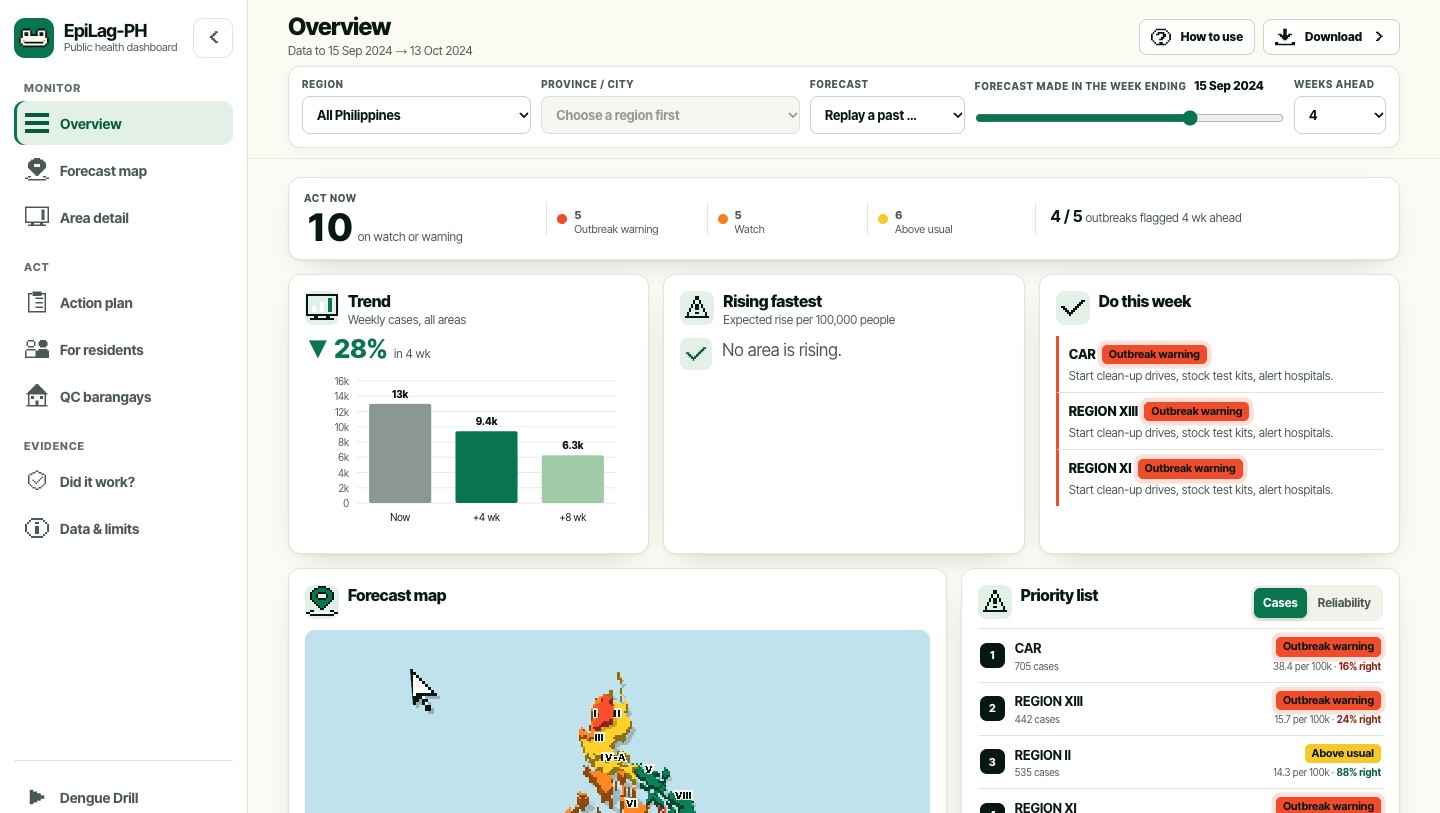 EpiLag-PH
Public health dashboard
MONITOR
Overview
Forecast map
Area detail
ACT
Action plan
For residents
QC barangays
EVIDENCE
Did it work?
Data & limits
Dengue Drill
Overview
Data to 15 Sep 2024 → 13 Oct 2024
How to use
Download
REGION
All Philippines
PROVINCE / CITY
Choose a region first
FORECAST
Replay a past ...
FORECAST MADE IN THE WEEK ENDING 15 Sep 2024
WEEKS AHEAD
4
ACT NOW
10 on watch or warning
5
Outbreak warning
5
Watch
6
Above usual
4 / 5 outbreaks flagged 4 wk ahead
Trend
Weekly cases, all areas
▼ 28% in 4 wk
16k
14k
12k
10k
8k
6k
4k
2k
0
13k
9.4k
6.3k
Now
+4 wk
+8 wk
Rising fastest
Expected rise per 100,000 people
No area is rising.
Do this week
CAR Outbreak warning
Start clean-up drives, stock test kits, alert hospitals.
REGION XIII Outbreak warning
Start clean-up drives, stock test kits, alert hospitals.
REGION XI Outbreak warning
Start clean-up drives, stock test kits, alert hospitals.
Forecast map
I II
III
IV-A
V
VI
VIII
Priority list
Cases Reliability
1 CAR Outbreak warning
705 cases 38.4 per 100k · 16% right
2 REGION XIII Outbreak warning
442 cases 15.7 per 100k · 24% right
3 REGION II Above usual
535 cases 14.3 per 100k · 88% right
REGION XI Outbreak warning